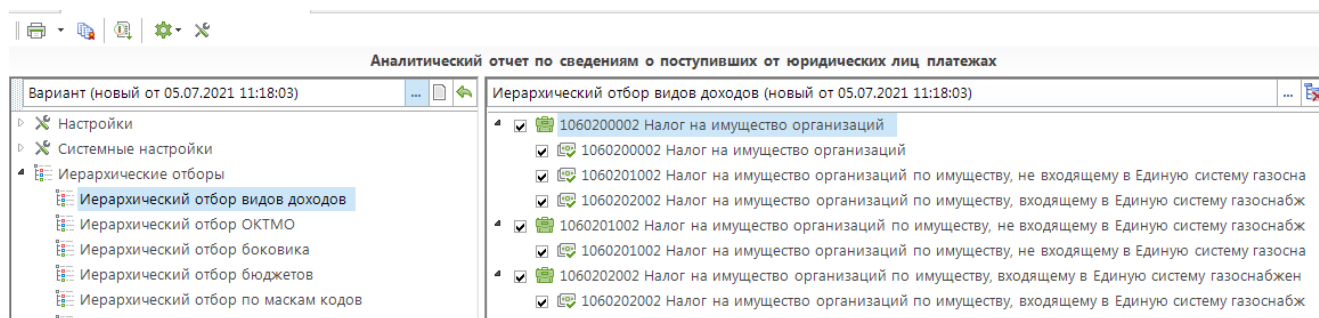 Аналитический отчет по сведениям о поступивших от юридических лиц платежах
Вариант (новый от 05.07.2021 11:18:03)
...
Настройки
Системные настройки
Иерархические отборы
Иерархический отбор видов доходов
Иерархический отбор ОКТМО
Иерархический отбор боковика
Иерархический отбор бюджетов
Иерархический отбор по маскам кодов
Иерархический отбор видов доходов (новый от 05.07.2021 11:18:03)
...
1060200002 Налог на имущество организаций
1060200002 Налог на имущество организаций
1060201002 Налог на имущество организаций по имуществу, не входящему в Единую систему газосна
1060202002 Налог на имущество организаций по имуществу, входящему в Единую систему газоснабж
1060201002 Налог на имущество организаций по имуществу, не входящему в Единую систему газоснабж
1060201002 Налог на имущество организаций по имуществу, не входящему в Единую систему газосна
1060202002 Налог на имущество организаций по имуществу, входящему в Единую систему газоснабжен
1060202002 Налог на имущество организаций по имуществу, входящему в Единую систему газоснабж